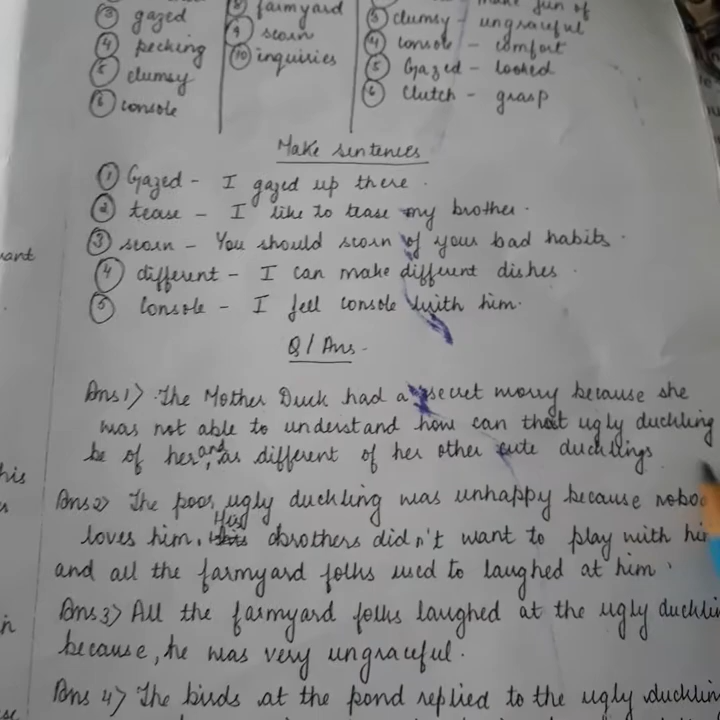 ③ gazed
④ pecking
⑤ clumsy
⑥ console
⑧ farmyard
⑨ scorn
⑩ inquiries
fun of
③ clumsy - ungraceful
④ console - comfort
⑤ Gazed - looked
⑥ Clutch - grasp
Make sentences
① Gazed - I gazed up there.
② tease - I like to tease my brother.
③ scorn - You should scorn of your bad habits.
④ different - I can make different dishes.
⑤ Console - I feel console with him.
Q/Ans.
Ans1) The Mother Duck had a secret worry because she
was not able to understand how can that ugly duckling
be of her, and as different of her other cute ducklings
Ans2) The poor, ugly duckling was unhappy because
loves him. His brothers didn't want to play with
and all the farmyard folks used to laughed at him.
Ans3) All the farmyard folks laughed at the ugly
because, he was very ungraceful.
Ans 4) The birds at the pond replied to the ugly